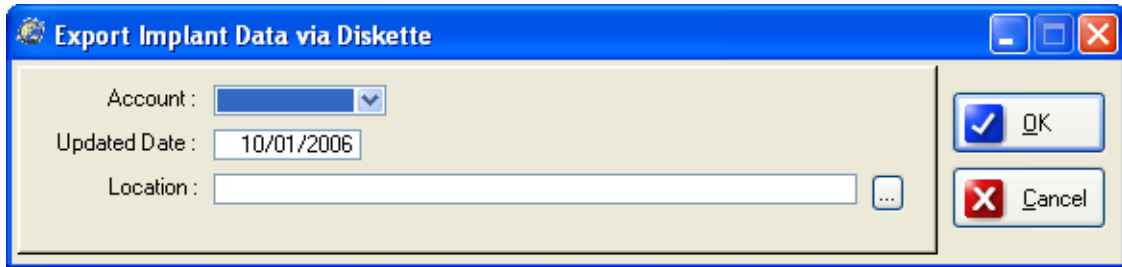 Export Implant Data via Diskette
Account :
Updated Date : 10/01/2006
Location : ...
OK
Cancel